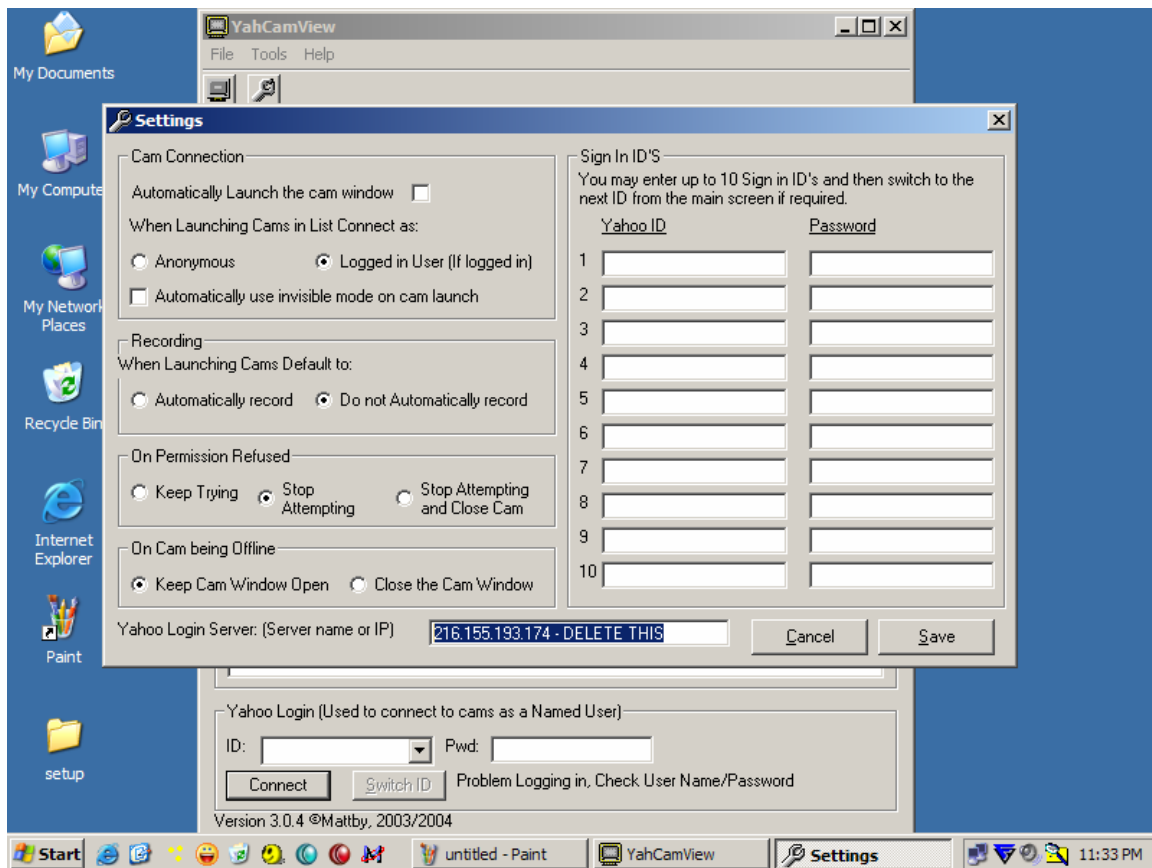 My Documents
My Compute
My Network
Places
Recycle Bin
Internet
Explorer
Paint
setup
YahCamView
File Tools Help
Settings
Cam Connection
Automatically Launch the cam window
When Launching Cams in List Connect as:
Anonymous
Logged in User (If logged in)
Automatically use invisible mode on cam launch
Recording
When Launching Cams Default to:
Automatically record
Do not Automatically record
On Permission Refused
Keep Trying
Stop
Attempting
Stop Attempting
and Close Cam
On Cam being Offline
Keep Cam Window Open
Close the Cam Window
Sign In ID'S
You may enter up to 10 Sign in ID's and then switch to the
next ID from the main screen if required.
Yahoo ID Password
1
2
3
4
5
6
7
8
9
10
Yahoo Login Server: (Server name or IP) 216.155.193.174 - DELETE THIS
Cancel
Save
Yahoo Login (Used to connect to cams as a Named User)
ID: Pwd:
Connect
Switch ID
Problem Logging in, Check User Name/Password
Version 3.0.4 ©Mattby, 2003/2004
Start
untitled - Paint
YahCamView
Settings
11:33 PM